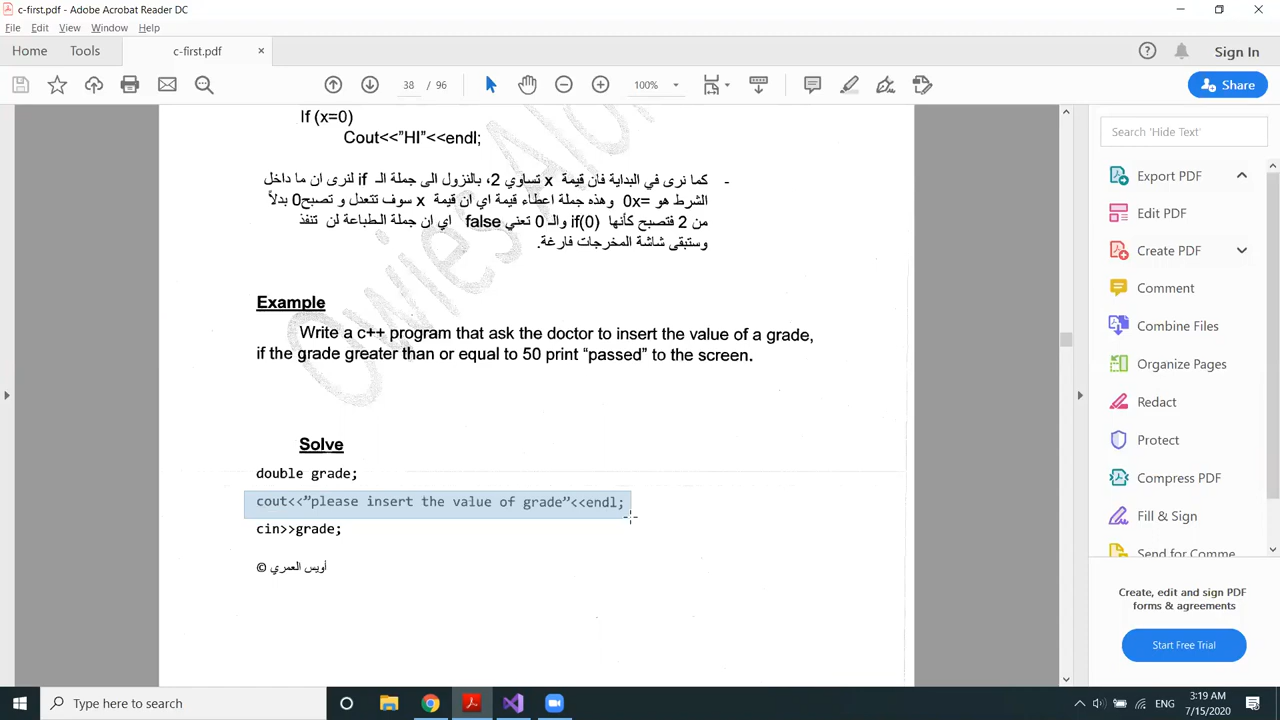 c-first.pdf - Adobe Acrobat Reader DC
File Edit View Window Help
Home Tools c-first.pdf × Sign In
38 / 96 100% Share
If (x=0)
Cout<<"HI"<<endl;
- كما نرى في البداية فان قيمة x تساوي 2، بالنزول الى جملة الـ if لنرى ان ما داخل
الشرط هو =0x وهذه جملة اعطاء قيمة اي ان قيمة x سوف تتعدل و تصبح0 بدلاً
من 2 فتصبح كأنها if(0) والـ 0 تعني false اي ان جملة الطباعة لن تنفذ
وستبقى شاشة المخرجات فارغة.
Example
Write a c++ program that ask the doctor to insert the value of a grade,
if the grade greater than or equal to 50 print “passed” to the screen.
Solve
double grade;
cout<<”please insert the value of grade”<<endl;
cin>>grade;
© أويس العمري
Owies Alom
Search 'Hide Text'
Export PDF
Edit PDF
Create PDF
Comment
Combine Files
Organize Pages
Redact
Protect
Compress PDF
Fill & Sign
Send for Comme
Create, edit and sign PDF
forms & agreements
Start Free Trial
Type here to search
ENG
3:19 AM
7/15/2020